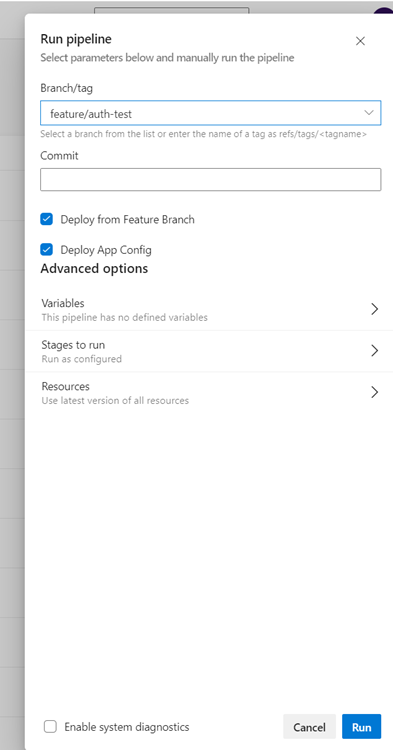 Run pipeline
Select parameters below and manually run the pipeline
Branch/tag
feature/auth-test
Select a branch from the list or enter the name of a tag as refs/tags/<tagname>
Commit
Deploy from Feature Branch
Deploy App Config
Advanced options
Variables
This pipeline has no defined variables
Stages to run
Run as configured
Resources
Use latest version of all resources
Enable system diagnostics
Cancel
Run